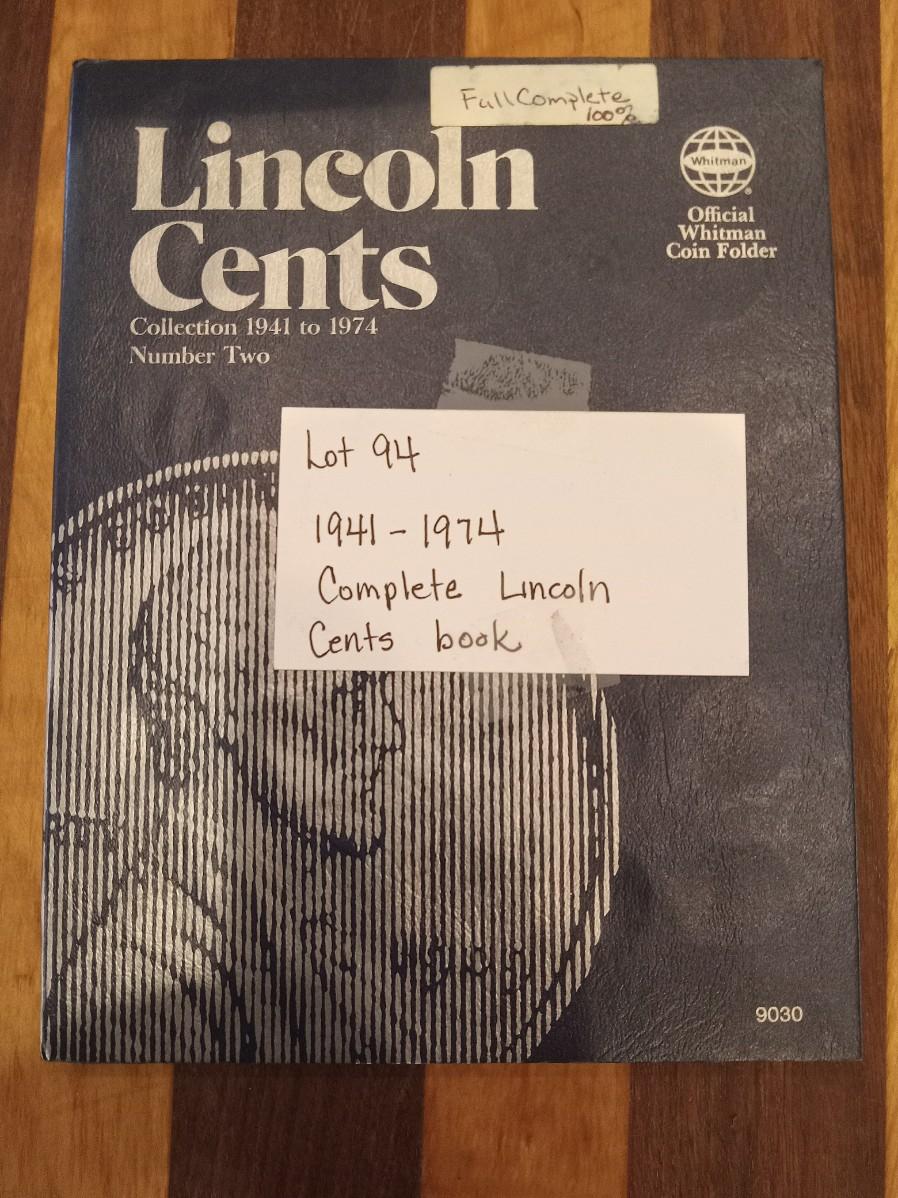 Full Complete
100%
Lincoln
Cents
Collection 1941 to 1974
Number Two
Whitman
®
Official
Whitman
Coin Folder
Lot 94
1941 - 1974
Complete Lincoln
Cents book
9030